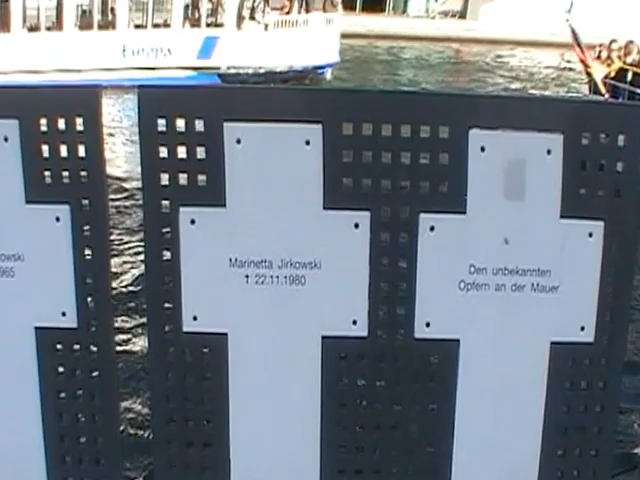 Europa
owski
965
Marinetta Jirkowski
† 22.11.1980
Den unbekannten
Opfern an der Mauer